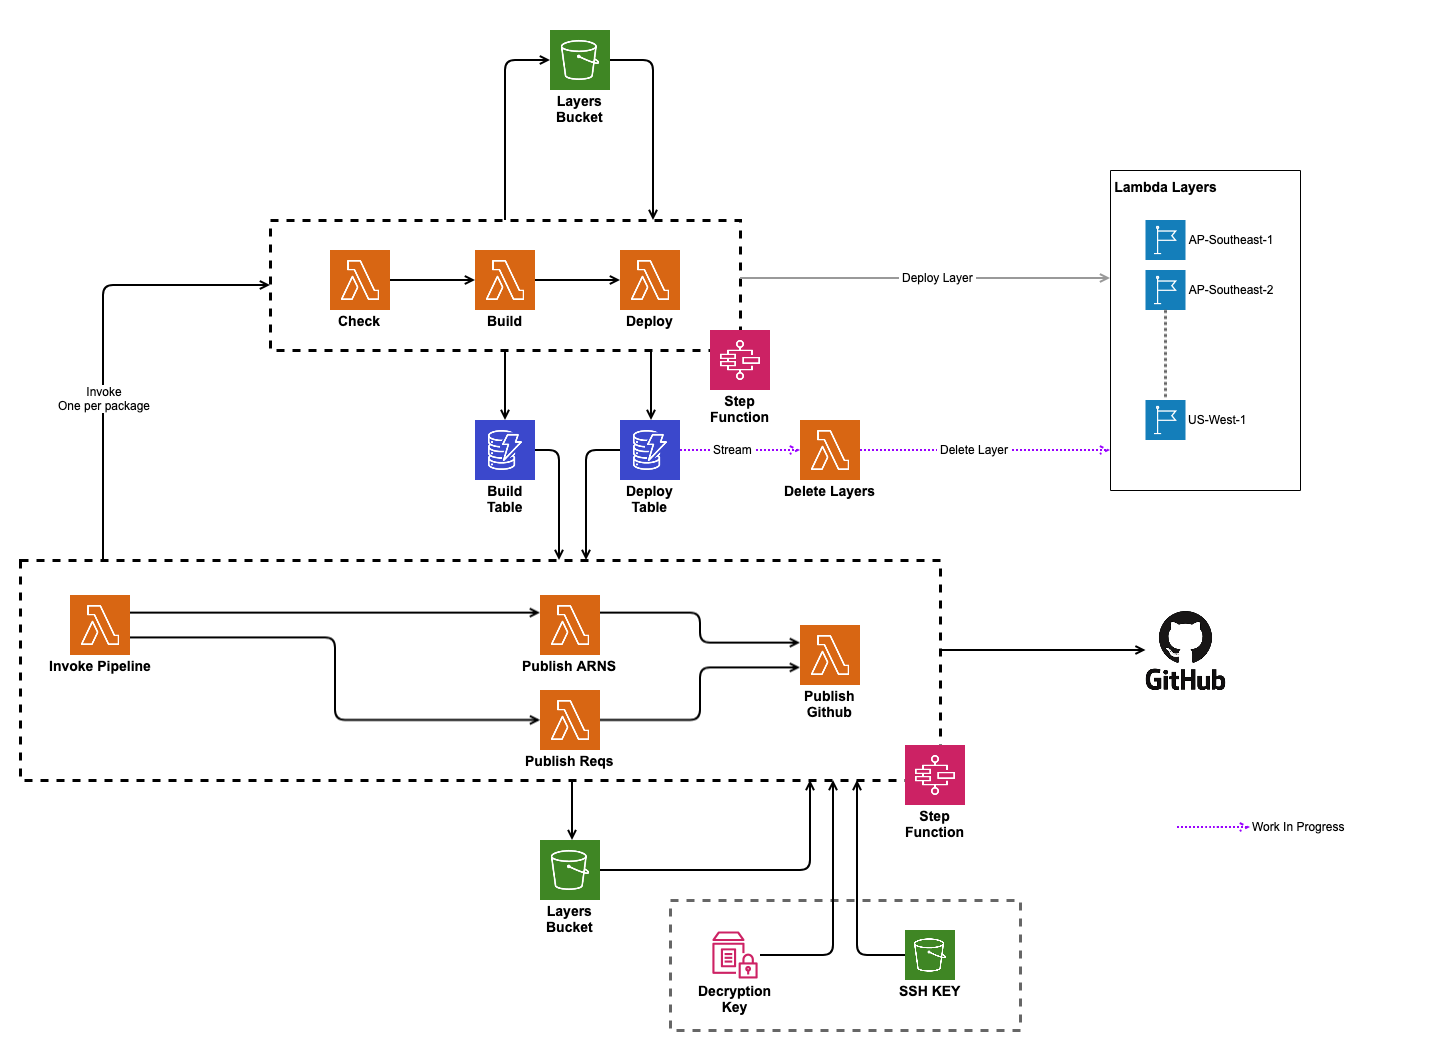 Layers
Bucket
Lambda Layers
AP-Southeast-1
AP-Southeast-2
US-West-1
Deploy Layer
Check
Build
Deploy
Step
Function
Invoke
One per package
Stream
Delete Layer
Build
Table
Deploy
Table
Delete Layers
Invoke Pipeline
Publish ARNS
Publish
Github
GitHub
Publish Reqs
Step
Function
Work In Progress
Layers
Bucket
Decryption
Key
SSH KEY